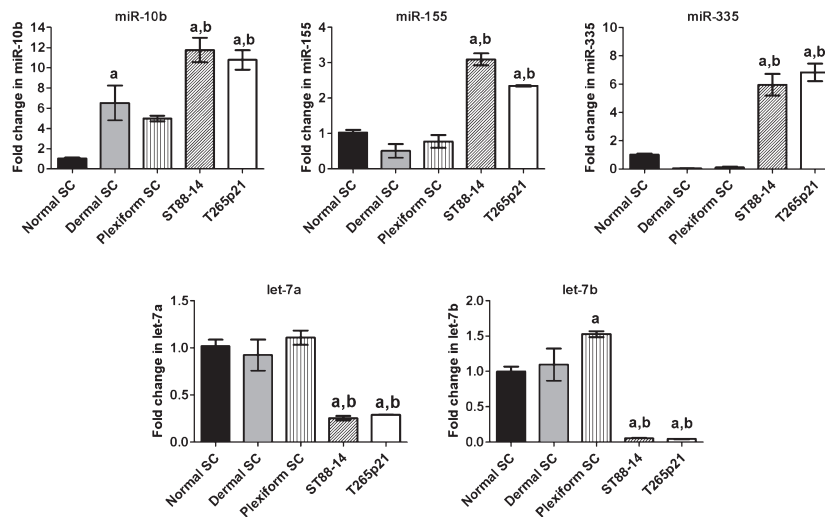 miR-10b
Fold change in miR-10b
14
12
10
8
6
4
2
0
a
a,b
a,b
Normal SC
Dermal SC
Plexiform SC
ST88-14
T265p21
miR-155
Fold change in miR-155
4
3
2
1
0
a,b
a,b
Normal SC
Dermal SC
Plexiform SC
ST88-14
T265p21
miR-335
Fold change in miR-335
10
8
6
4
2
0
a,b
a,b
Normal SC
Dermal SC
Plexiform SC
ST88-14
T265p21
let-7a
Fold change in let-7a
1.5
1.0
0.5
0.0
a,b
a,b
Normal SC
Dermal SC
Plexiform SC
ST88-14
T265p21
let-7b
Fold change in let-7b
2.0
1.5
1.0
0.5
0.0
a
a,b
a,b
Normal SC
Dermal SC
Plexiform SC
ST88-14
T265p21